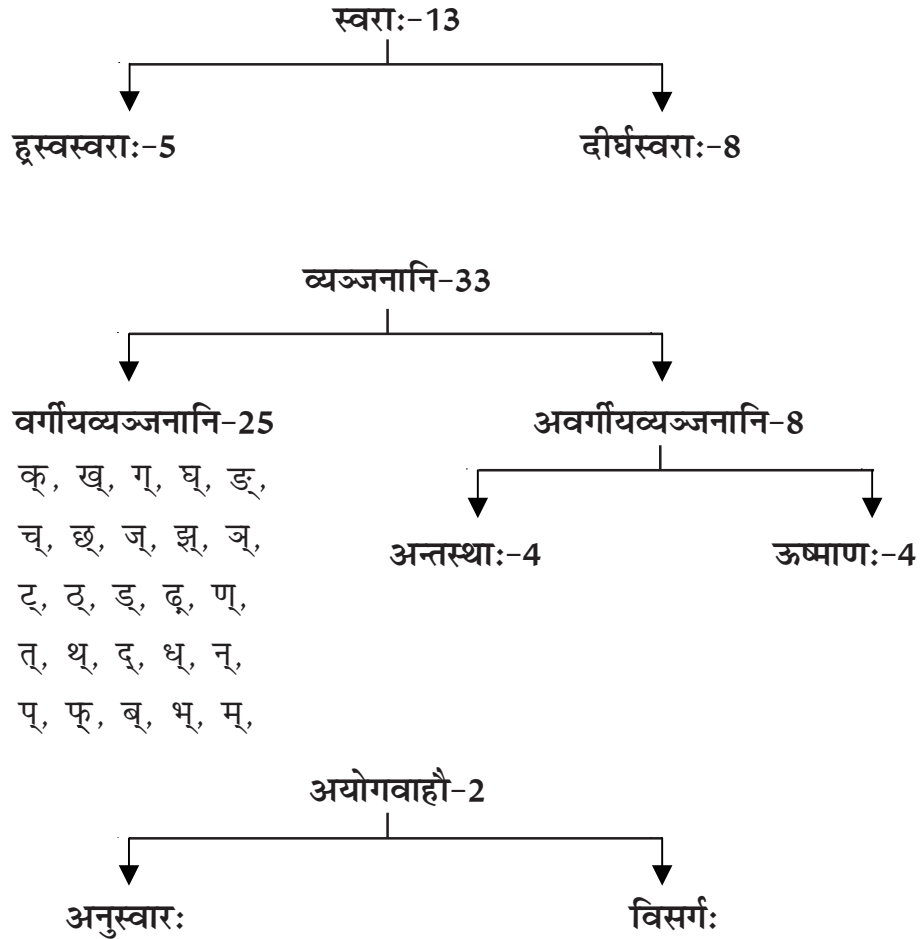 स्वराः-13
ह्रस्वस्वराः-5 दीर्घस्वराः-8
व्यञ्जनानि-33
वर्गीयव्यञ्जनानि-25 अवर्गीयव्यञ्जनानि-8
क्, ख्, ग्, घ्, ङ्,
च्, छ्, ज्, झ्, ञ्,
अन्तस्थाः-4 ऊष्माणः-4
ट्, ठ्, ड्, ढ्, ण्,
त्, थ्, द्, ध्, न्,
प्, फ्, ब्, भ्, म्,
अयोगवाहौ-2
अनुस्वारः विसर्गः